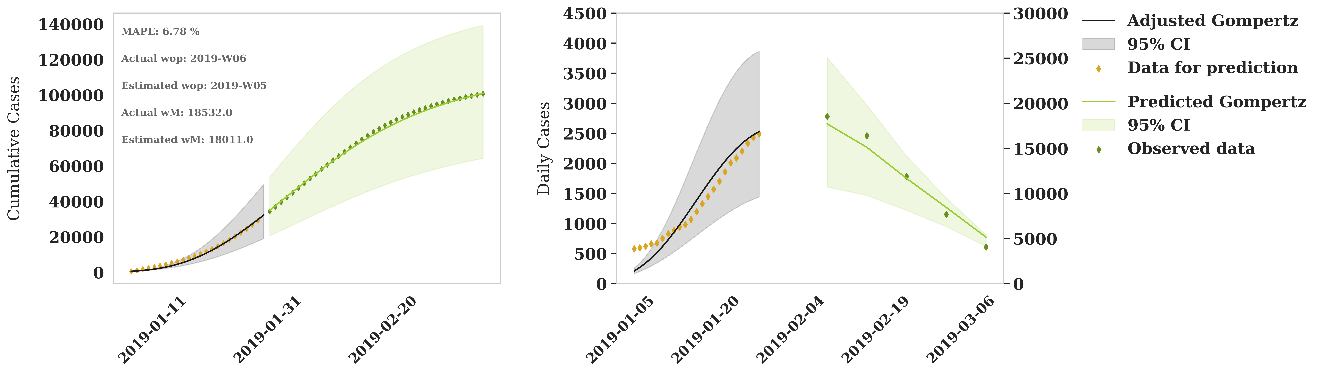 Cumulative Cases
140000
120000
100000
80000
60000
40000
20000
0
MAPE: 6.78 %
Actual wop: 2019-W06
Estimated wop: 2019-W05
Actual wM: 18532.0
Estimated wM: 18011.0
2019-01-11
2019-01-31
2019-02-20
Daily Cases
4500
4000
3500
3000
2500
2000
1500
1000
500
0
30000
25000
20000
15000
10000
5000
0
2019-01-05
2019-01-20
2019-02-04
2019-02-19
2019-03-06
Adjusted Gompertz
95% CI
Data for prediction
Predicted Gompertz
95% CI
Observed data